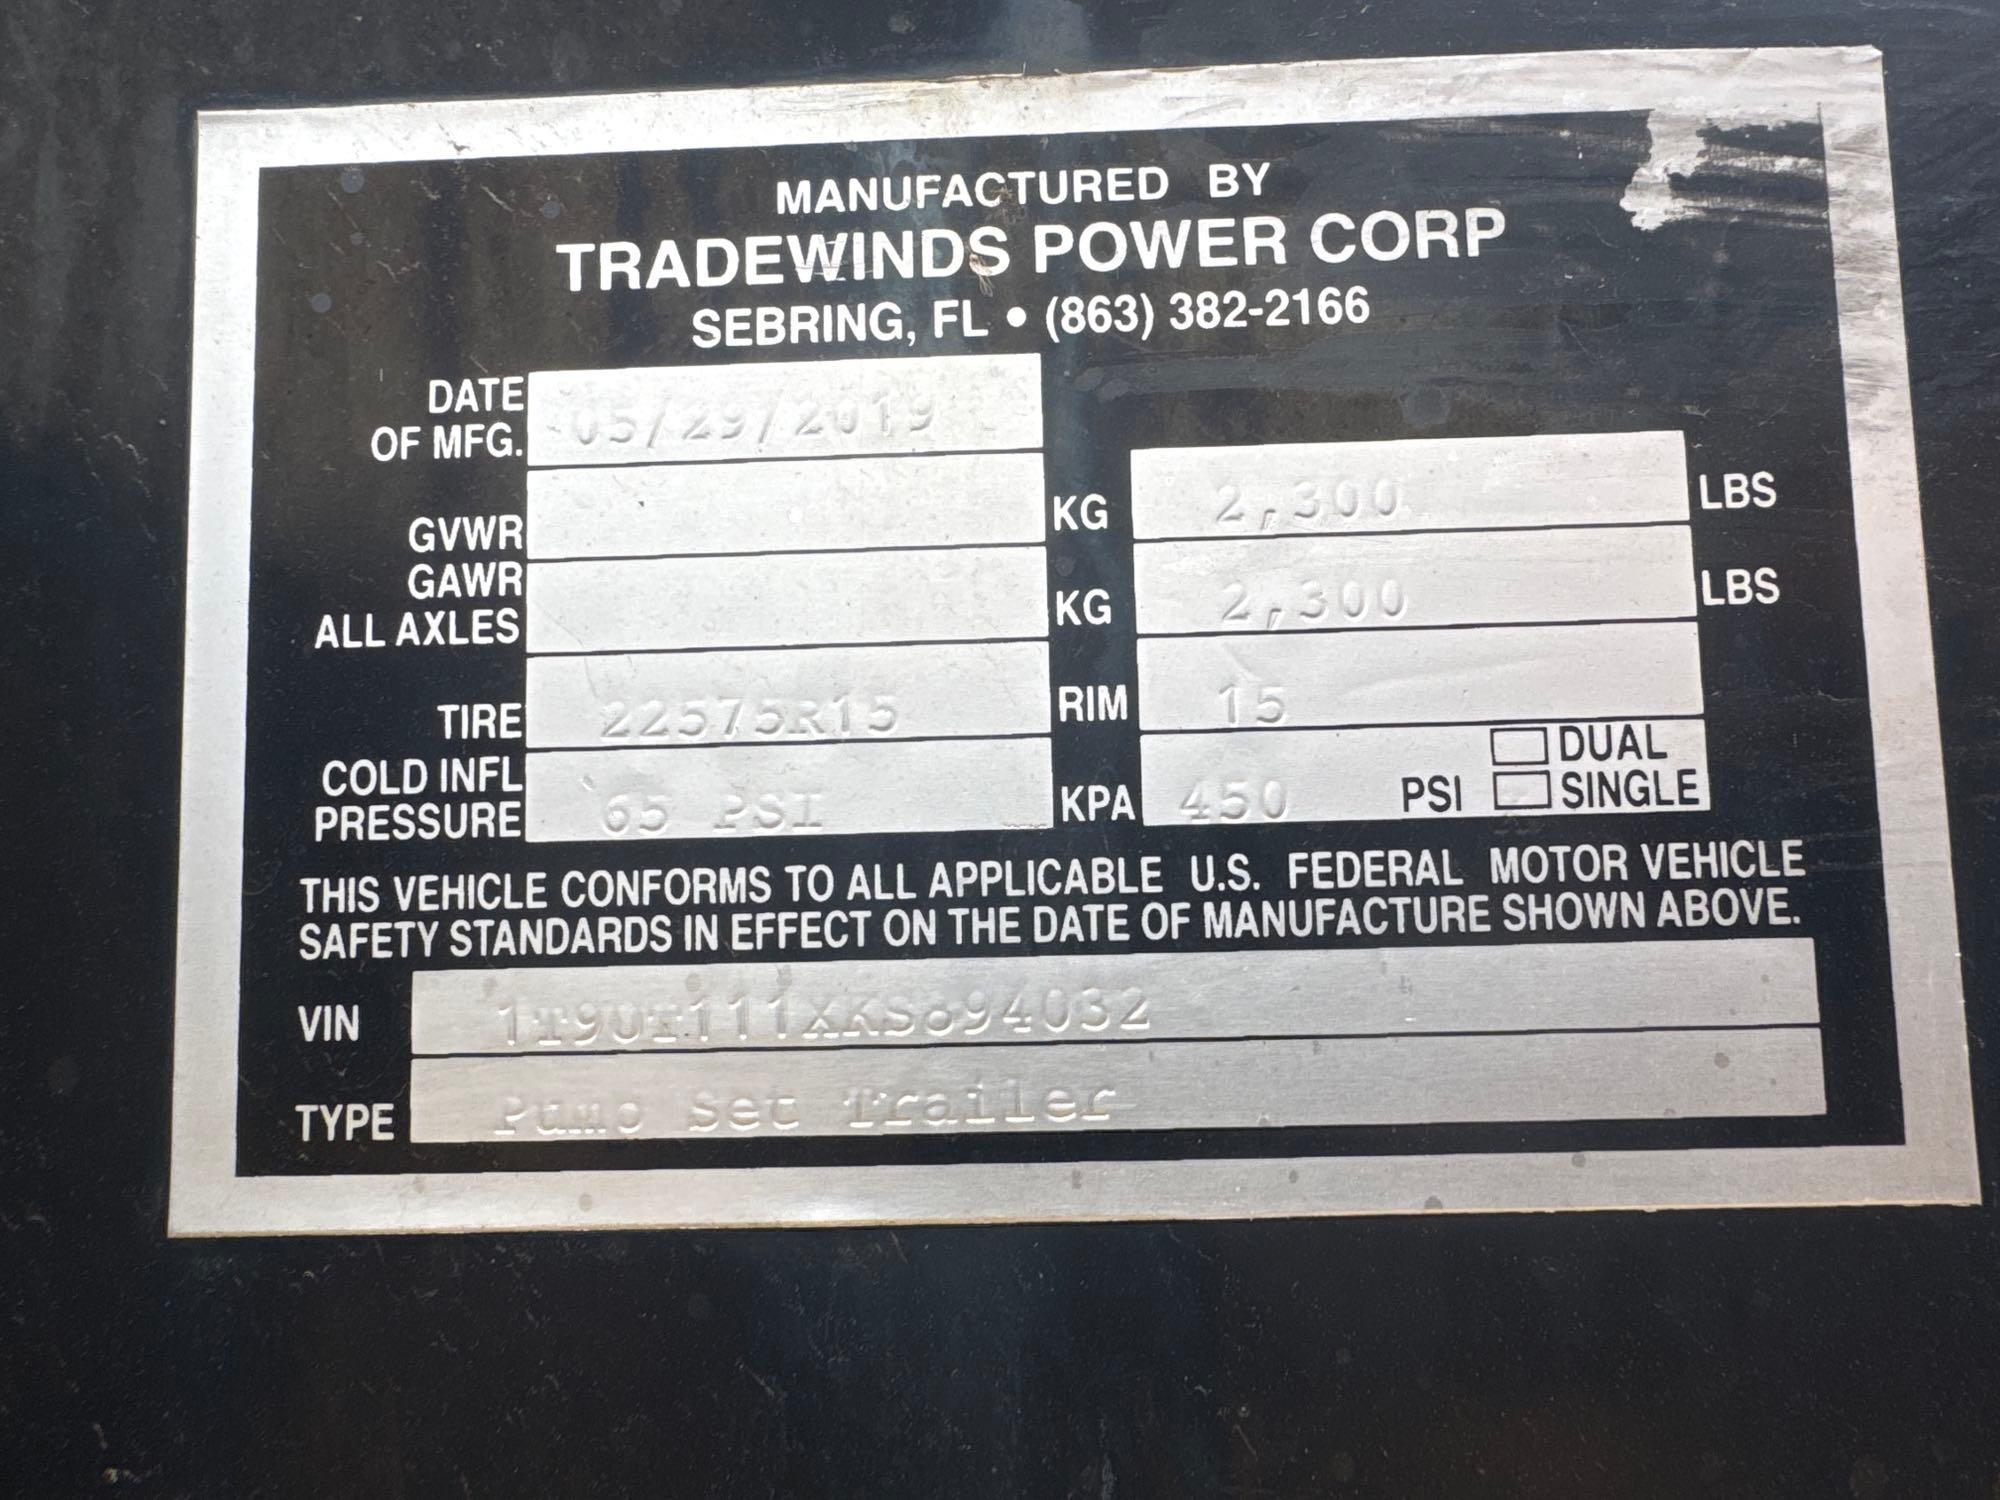 MANUFACTURED BY
TRADEWINDS POWER CORP
SEBRING, FL • (863) 382-2166
DATE OF MFG. 05/29/2019
GVWR KG 2,300 LBS
GAWR ALL AXLES KG 2,300 LBS
TIRE 22575R15 RIM 15
COLD INFL PRESSURE 65 PSI KPA 450 PSI DUAL SINGLE
THIS VEHICLE CONFORMS TO ALL APPLICABLE U.S. FEDERAL MOTOR VEHICLE
SAFETY STANDARDS IN EFFECT ON THE DATE OF MANUFACTURE SHOWN ABOVE.
VIN 1T9UT111XKS894032
TYPE Pump Set Trailer